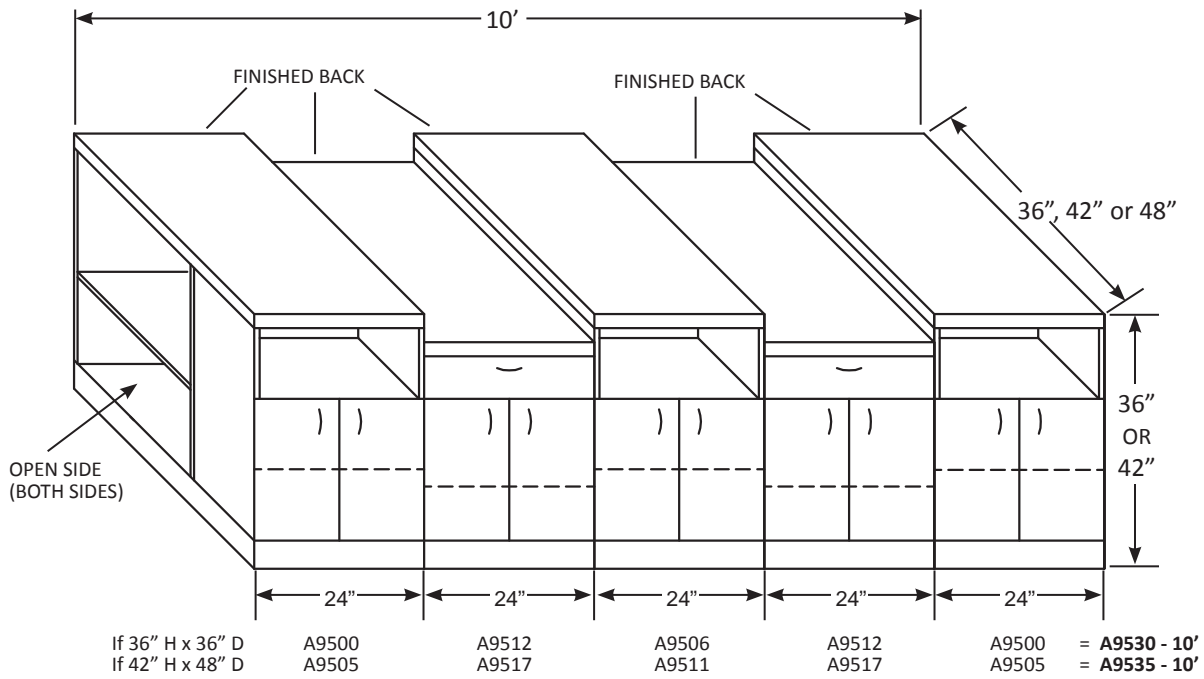 10’
FINISHED BACK
FINISHED BACK
36”, 42” or 48”
36”
OR
42”
OPEN SIDE
(BOTH SIDES)
24” 24” 24” 24” 24”
If 36” H x 36” D A9500 A9512 A9506 A9512 A9500 = A9530 - 10’
If 42” H x 48” D A9505 A9517 A9511 A9517 A9505 = A9535 - 10’